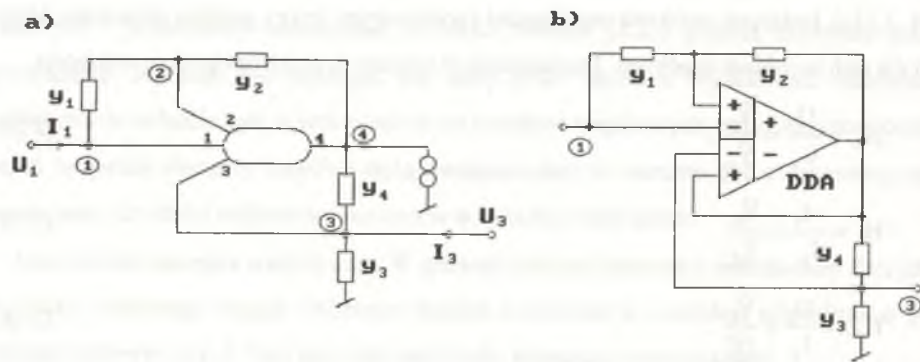 a)
b)
②
y₂
y₁
I₁
U₁
①
1
2
3
4
④
y₄
U₃
③
I₃
y₃
①
y₁
y₂
+
−
+
+
−
DDA
y₄
③
y₃